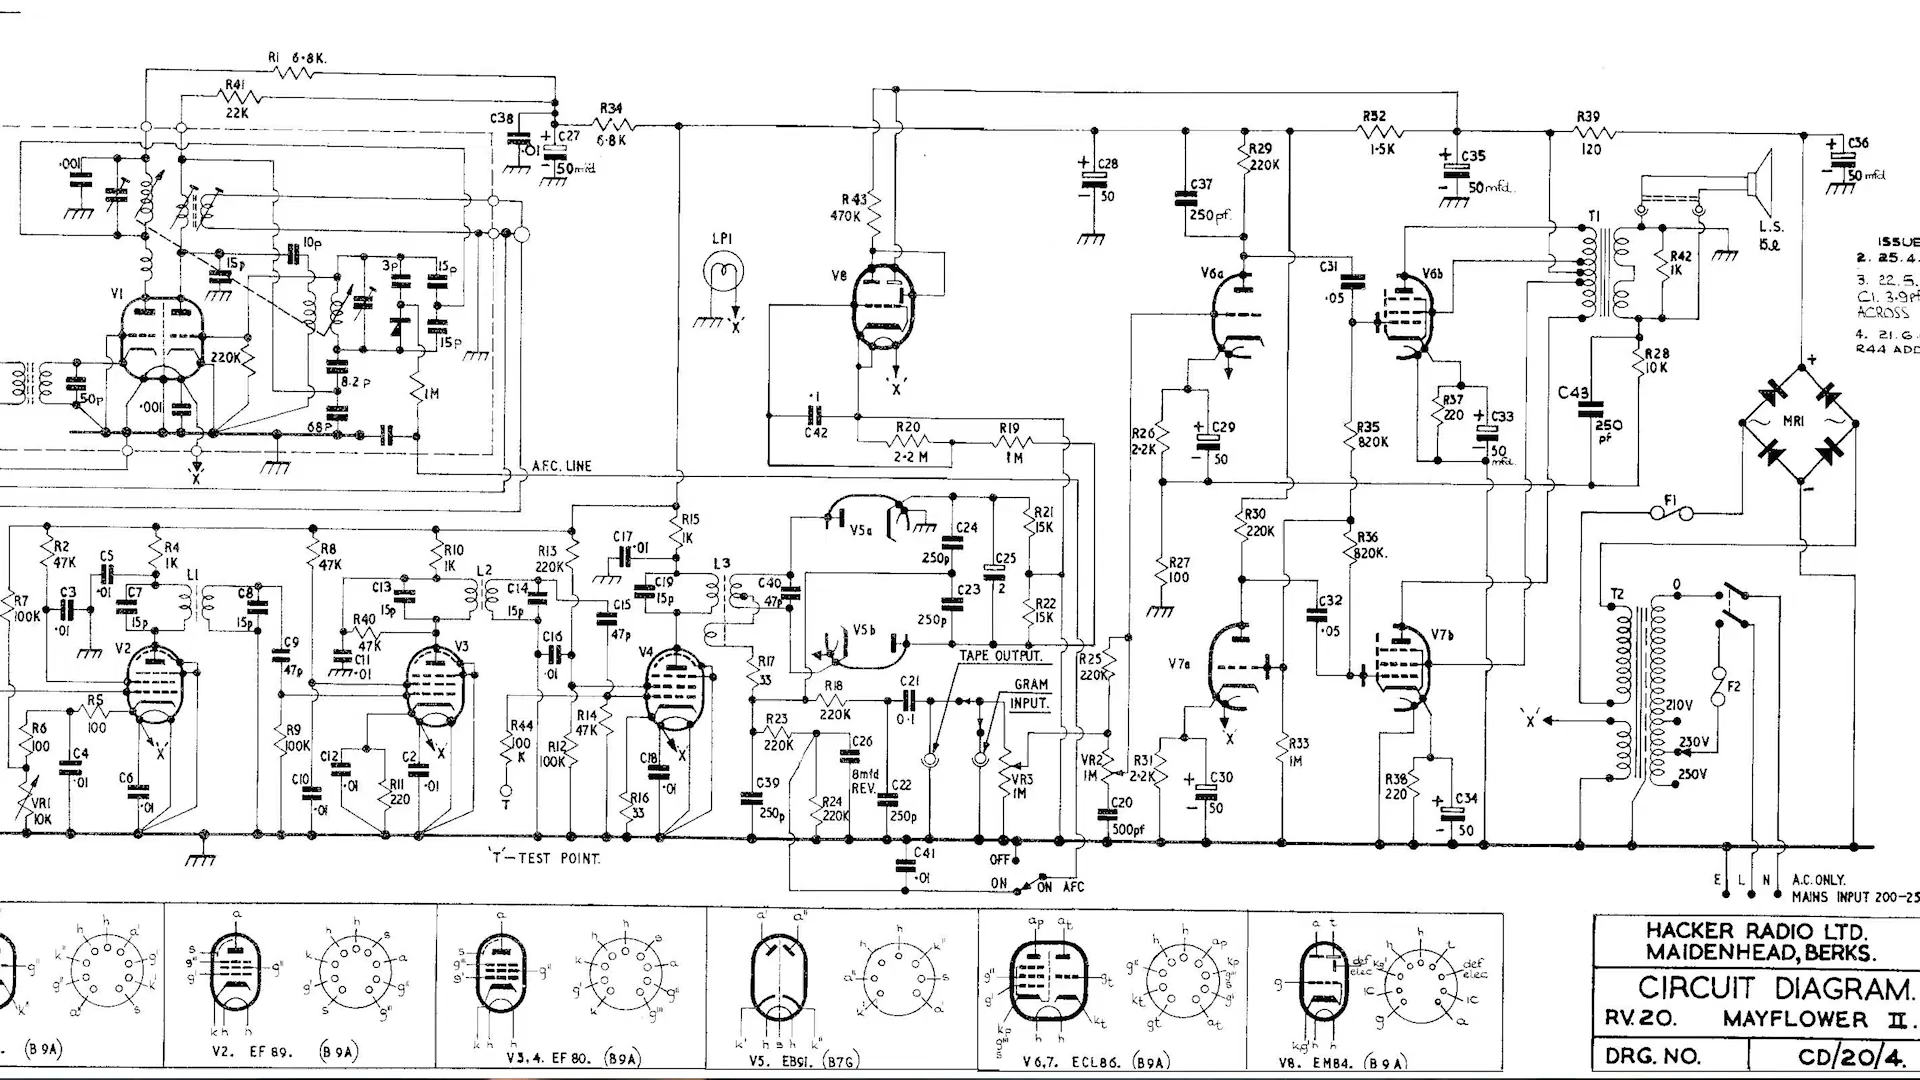 R1 6·8K.
R41
22K
C38
·01
+
C27
-
50mfd
R34
6·8K
R43
470K
LP1
'X'
V8
'X'
+
C28
-
50
C37
250pf.
R29
220K
R32
1·5K
+
C35
-
50mfd.
R39
120
+
C36
-
50mfd
L.S.
15Ω
T1
R42
1K
ISSUE
2. 25.4.
3. 22.5.
C1. 3.9pf
ACROSS
4. 21.6.
R44 ADD
·001
10p
15p
3p
15p
15p
V1
220K
8·2p
1M
50p
·001
68p
'X'
A.F.C. LINE
·1
C42
R20
2·2M
R19
1M
V6a
C31
·05
V6b
R26
2·2K
+
C29
-
50
R35
820K
R37
220
+
C33
-
50
mfd.
C43
250
pf
R28
10K
+
MR1
-
F1
R2
47K
C5
·01
R4
1K
L1
R8
47K
R10
1K
L2
R13
220K
C17
·01
R15
1K
L3
V5a
C24
250p
R21
15K
C25
2
R30
220K
R36
820K.
R27
100
R7
100K
C3
·01
C7
15p
C8
15p
C13
15p
C14
15p
C15
47p
C19
15p
C40
47p
C23
250p
R22
15K
C32
·05
V7a
V7b
T2
0
R40
47K
C11
·01
V2
C9
47p
V3
C16
·01
V4
V5b
TAPE OUTPUT.
R25
220K
R17
33
R18
220K
C21
0·1
GRAM
INPUT.
F2
210V
230V
250V
'X'
R6
100
R5
100
'X'
C4
·01
C6
·01
R9
100K
'X'
C12
·01
C2
·01
R11
220
C10
·01
R44
100
K
T
R12
100K
R14
47K
C18
·01
R16
33
'X'
R23
220K
C26
8mfd
REV.
C39
250p
R24
220K
C22
250p
VR3
1M
VR2
1M
C20
500pf
R31
2·2K
+
C30
-
50
'X'
R33
1M
R38
220
+
C34
-
50
VR1
10K
'T'-TEST POINT.
C41
·01
OFF
ON
ON AFC
E L N
A.C. ONLY.
MAINS INPUT 200-25
(B9A)
V2. EF89. (B9A)
V3,4. EF80. (B9A)
V5. EB91. (B7G)
V6,7. ECL86. (B9A)
V8. EM84. (B9A)
HACKER RADIO LTD.
MAIDENHEAD, BERKS.
CIRCUIT DIAGRAM.
RV.20. MAYFLOWER II.
DRG. NO. CD/20/4.